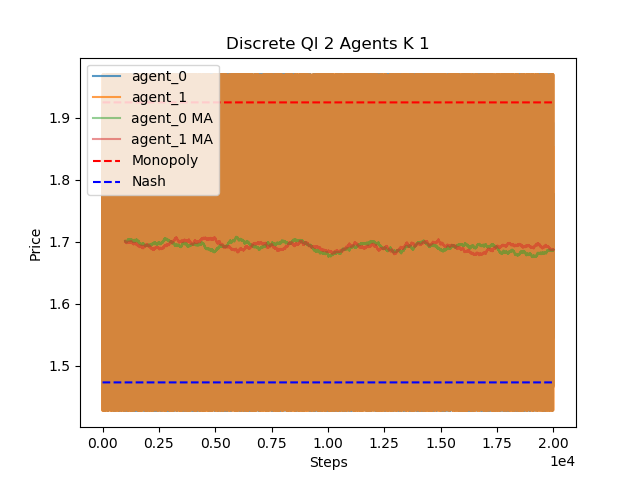 Discrete QI 2 Agents K 1
agent_0
agent_1
agent_0 MA
agent_1 MA
Monopoly
Nash
Price
1.9
1.8
1.7
1.6
1.5
0.00
0.25
0.50
0.75
1.00
1.25
1.50
1.75
2.00
1e4
Steps